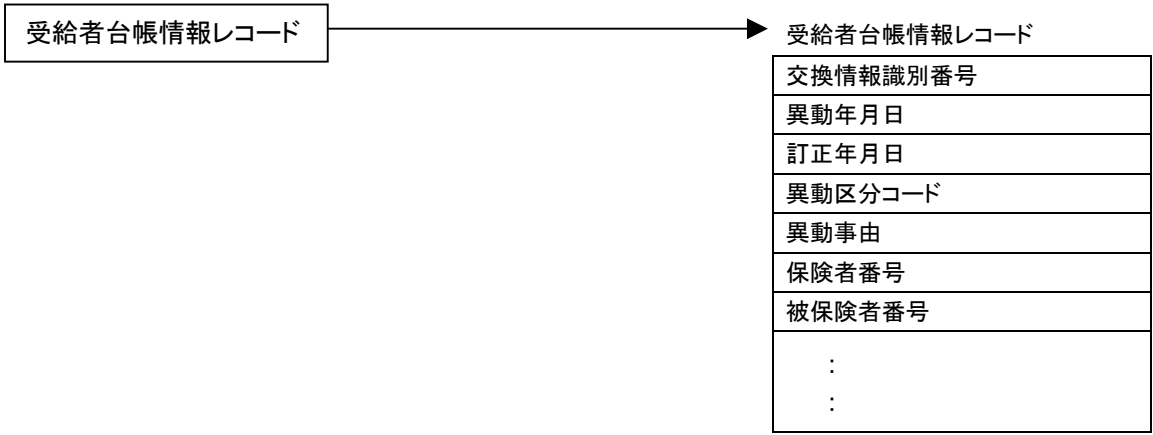 受給者台帳情報レコード
受給者台帳情報レコード
交換情報識別番号
異動年月日
訂正年月日
異動区分コード
異動事由
保険者番号
被保険者番号
:
: